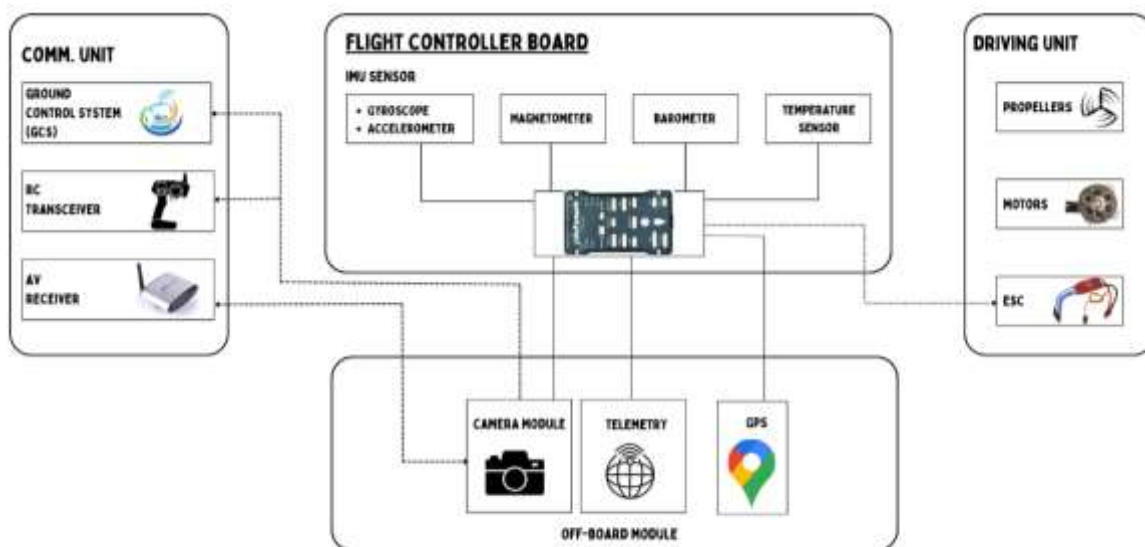 COMM. UNIT
GROUND
CONTROL SYSTEM
(GCS)
RC
TRANSCEIVER
AV
RECEIVER
FLIGHT CONTROLLER BOARD
IMU SENSOR
• GYROSCOPE
• ACCELEROMETER
MAGNETOMETER
BAROMETER
TEMPERATURE
SENSOR
DRIVING UNIT
PROPELLERS
MOTORS
ESC
CAMERA MODULE
TELEMETRY
GPS
OFF-BOARD MODULE